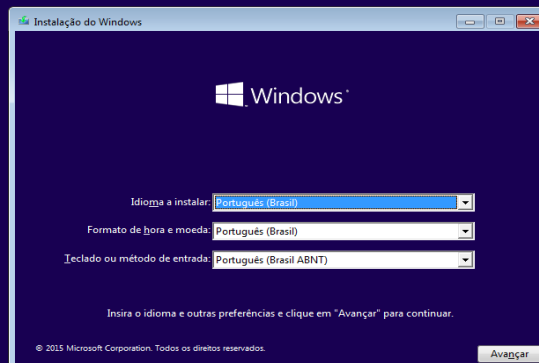 Instalação do Windows
Windows
Idioma a instalar: Português (Brasil)
Formato de hora e moeda: Português (Brasil)
Teclado ou método de entrada: Português (Brasil ABNT)
Insira o idioma e outras preferências e clique em "Avançar" para continuar.
© 2015 Microsoft Corporation. Todos os direitos reservados.
Avançar